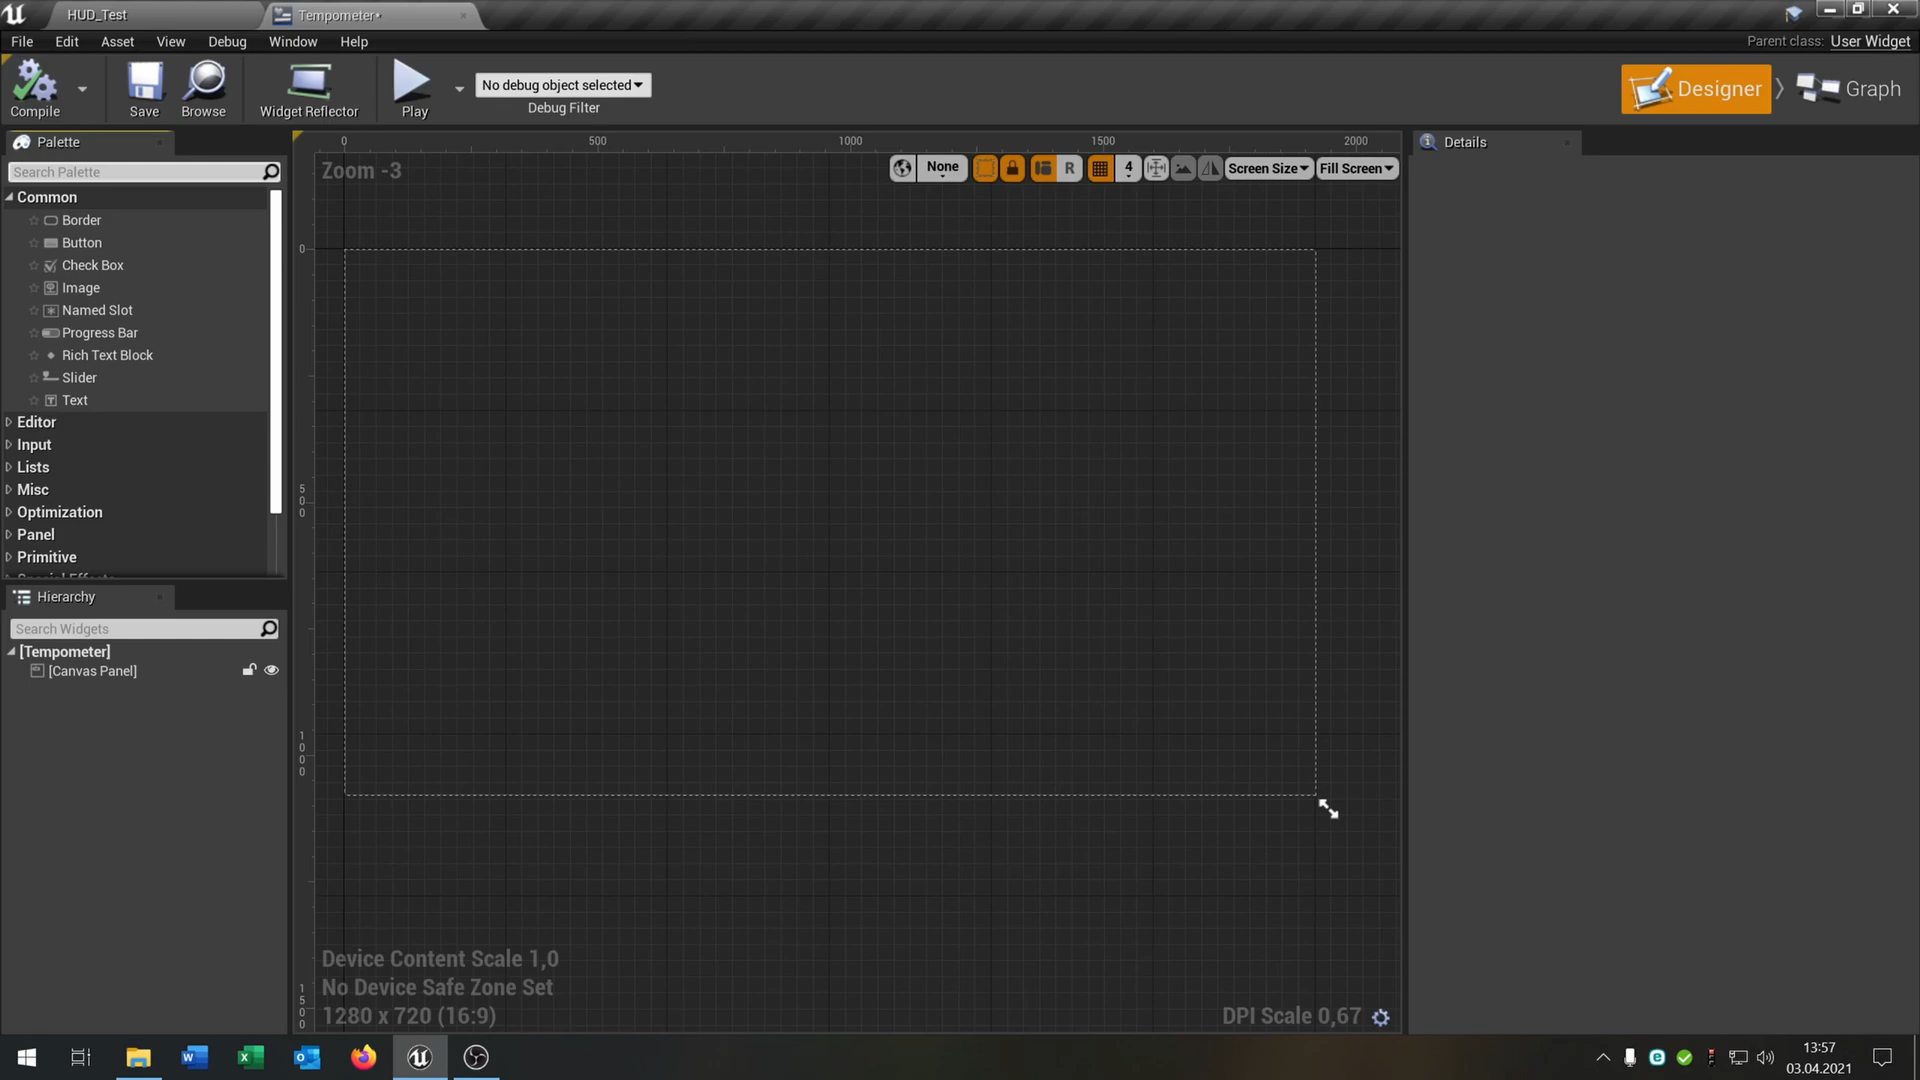 HUD_Test
Tempometer•
File Edit Asset View Debug Window Help
Parent class: User Widget
Compile
Save
Browse
Widget Reflector
Play
No debug object selected
Debug Filter
Designer
Graph
Palette
Search Palette
Common
Border
Button
Check Box
Image
Named Slot
Progress Bar
Rich Text Block
Slider
Text
Editor
Input
Lists
Misc
Optimization
Panel
Primitive
Special Effects
Hierarchy
Search Widgets
[Tempometer]
[Canvas Panel]
0 500 1000 1500 2000
Zoom -3
None
R
4
Screen Size
Fill Screen
0
500
1000
1500
Device Content Scale 1,0
No Device Safe Zone Set
1280 x 720 (16:9)
DPI Scale 0,67
Details
13:57
03.04.2021